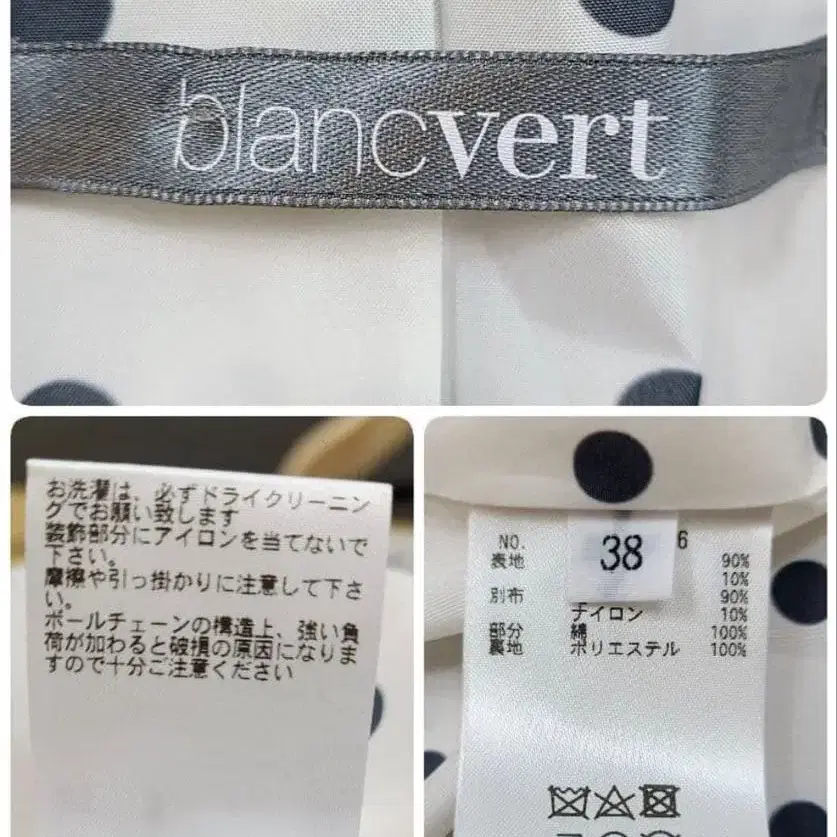 blancvert
お洗濯は、必ずドライクリーニン
グでお願い致します
装飾部分にアイロンを当てないで
下さい。
摩擦や引っ掛かりに注意して下さ
い。
ボールチェーンの構造上、強い負
荷が加わると破損の原因になりま
すので十分ご注意ください
NO. 38 6
表地 90%
10%
別布 90%
ナイロン 10%
部分 綿 100%
裏地 ポリエステル 100%